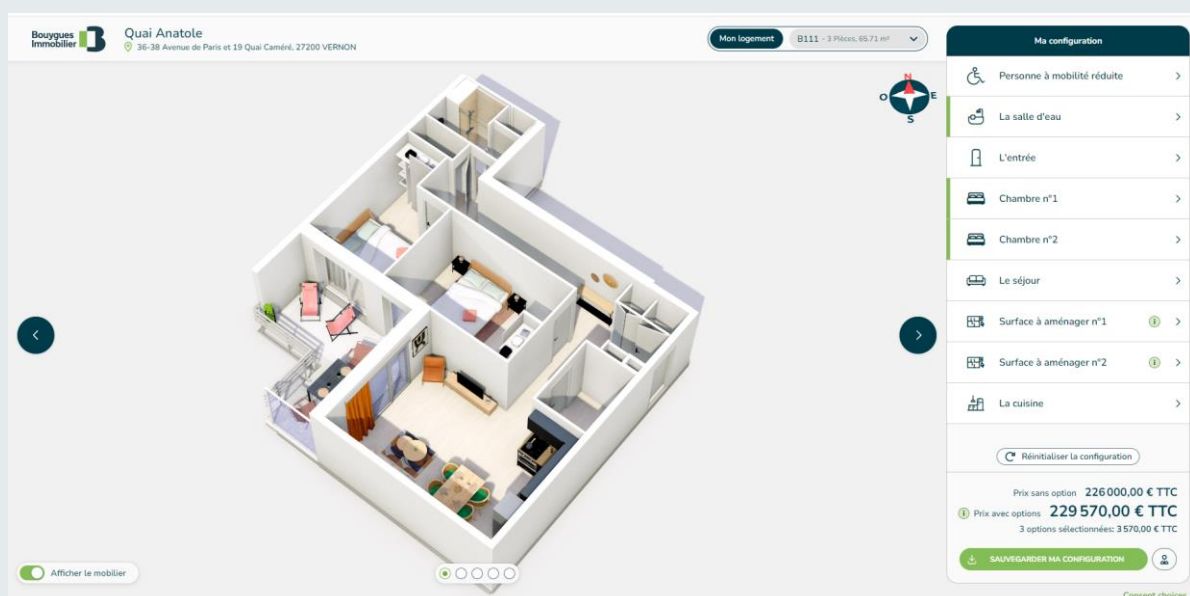 Bouygues
Immobilier
Quai Anatole
36-38 Avenue de Paris et 19 Quai Caméré, 27200 VERNON
Mon logement
B111 - 3 Pièces, 65.71 m²
N
O
E
S
Ma configuration
Personne à mobilité réduite
La salle d'eau
L'entrée
Chambre n°1
Chambre n°2
Le séjour
Surface à aménager n°1
Surface à aménager n°2
La cuisine
Réinitialiser la configuration
Prix sans option 226 000,00 € TTC
Prix avec options 229 570,00 € TTC
3 options sélectionnées: 3 570,00 € TTC
SAUVEGARDER MA CONFIGURATION
Afficher le mobilier
Consent choices